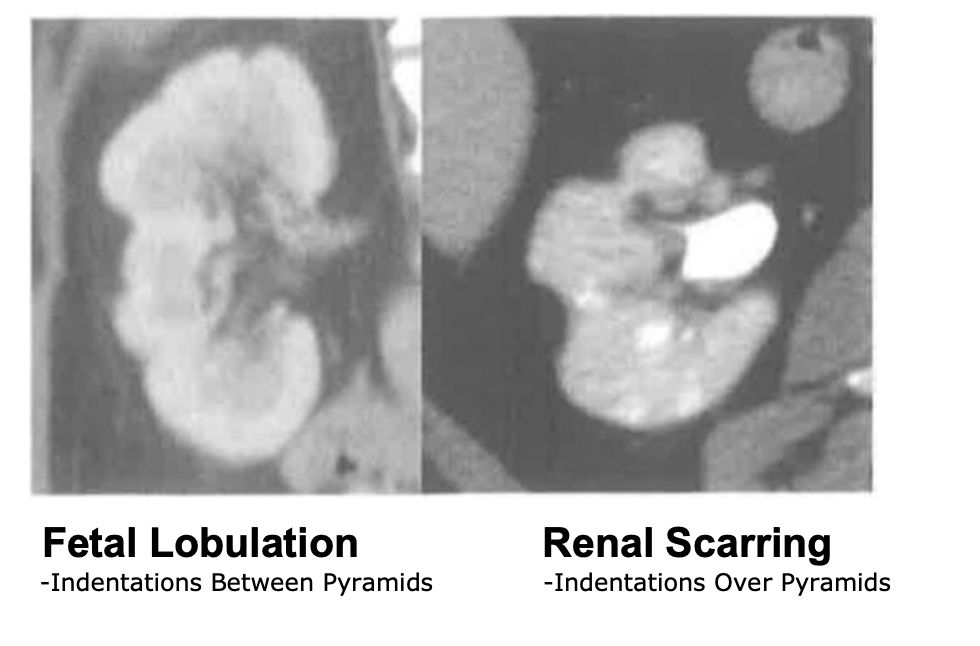 Fetal Lobulation
-Indentations Between Pyramids
Renal Scarring
-Indentations Over Pyramids